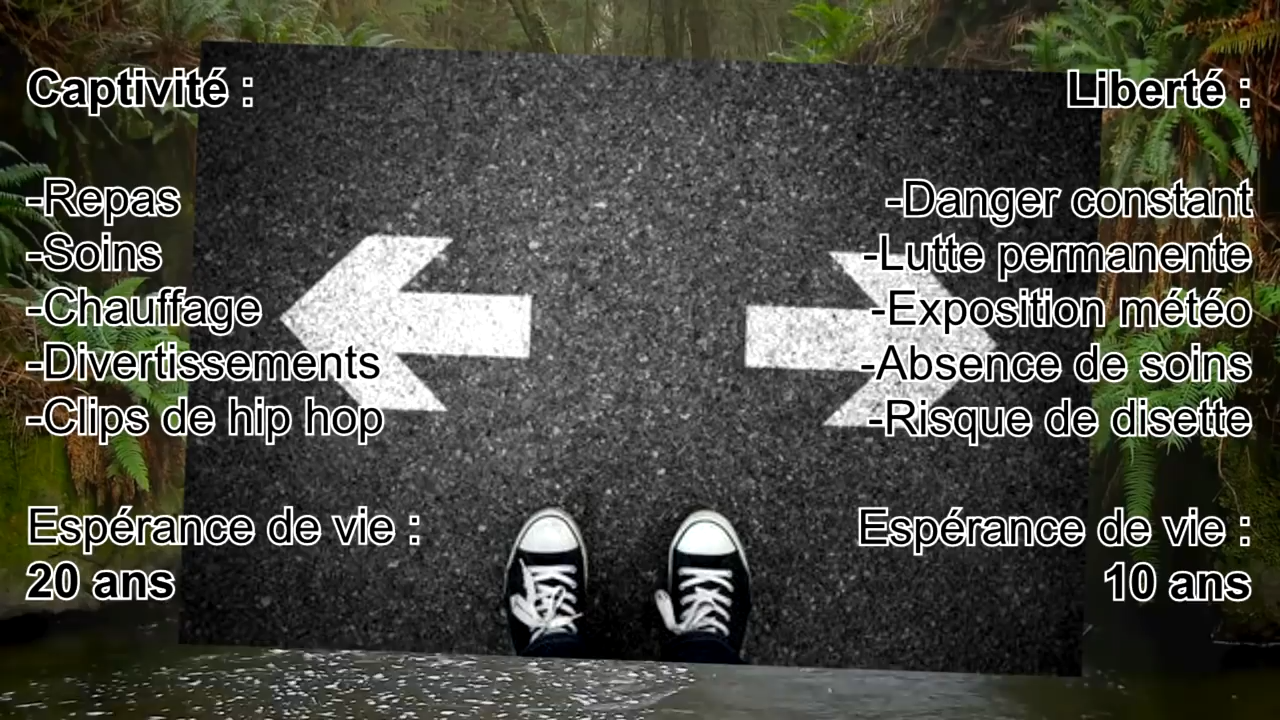 Captivité :
-Repas
-Soins
-Chauffage
-Divertissements
-Clips de hip hop
Espérance de vie :
20 ans
Liberté :
-Danger constant
-Lutte permanente
-Exposition météo
-Absence de soins
-Risque de disette
Espérance de vie :
10 ans